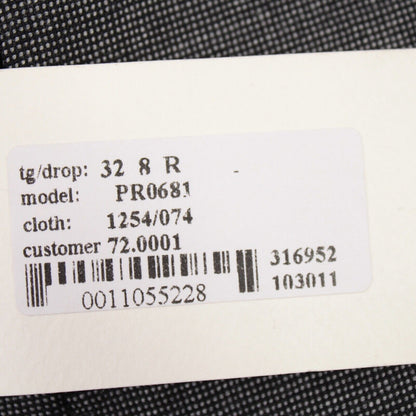 tg/drop: 32 8 R
model: PR0681
cloth: 1254/074
customer 72.0001
316952
0011055228 103011